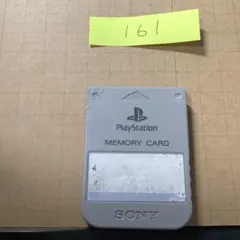 161
PlayStation
MEMORY CARD
SONY